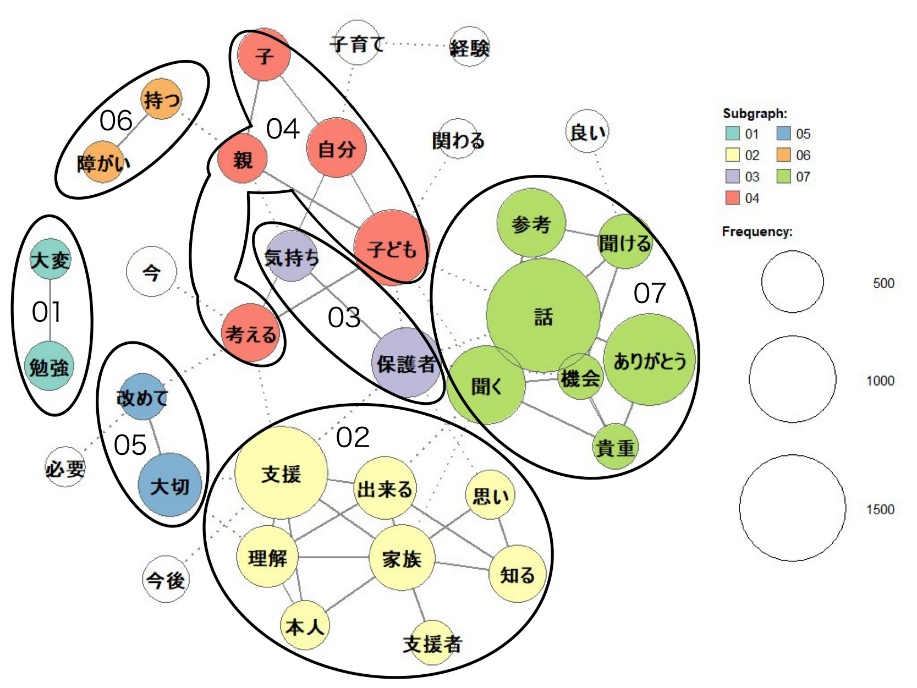 子
子育て
経験
持つ
06
障がい
04
親
自分
関わる
良い
子ども
気持ち
03
考える
保護者
大変
01
勉強
今
改めて
05
大切
必要
今後
参考
聞ける
07
話
ありがとう
機会
聞く
貴重
02
支援
出来る
思い
理解
家族
知る
本人
支援者
Subgraph:
01 05
02 06
03 07
04
Frequency:
500
1000
1500